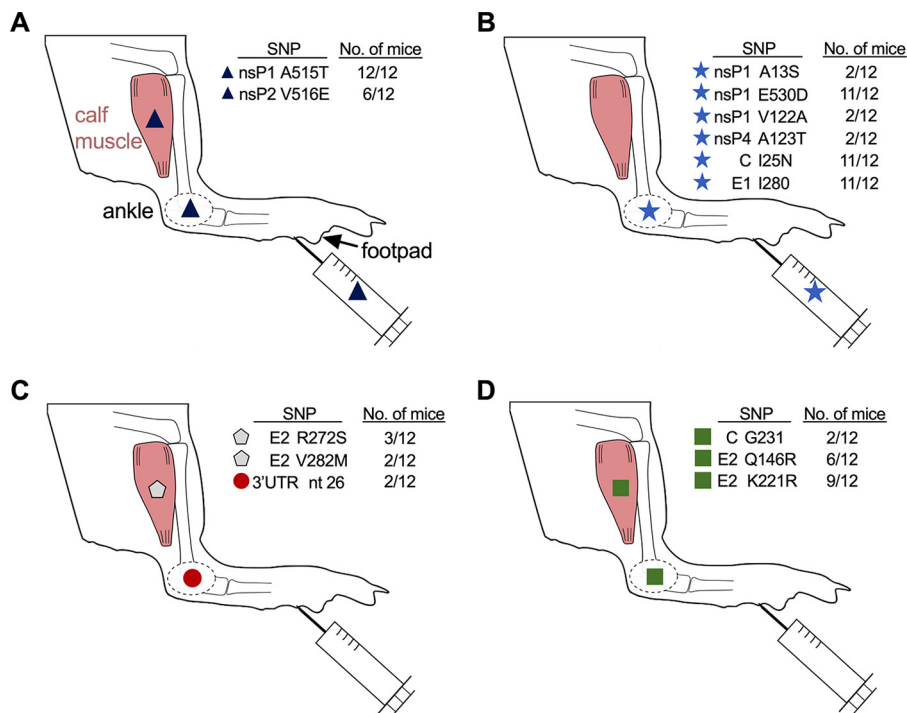 A
SNP No. of mice
nsP1 A515T 12/12
nsP2 V516E 6/12
calf
muscle
ankle
footpad
B
SNP No. of mice
nsP1 A13S 2/12
nsP1 E530D 11/12
nsP1 V122A 2/12
nsP4 A123T 2/12
C I25N 11/12
E1 I280 11/12
C
SNP No. of mice
E2 R272S 3/12
E2 V282M 2/12
3'UTR nt 26 2/12
D
SNP No. of mice
C G231 2/12
E2 Q146R 6/12
E2 K221R 9/12